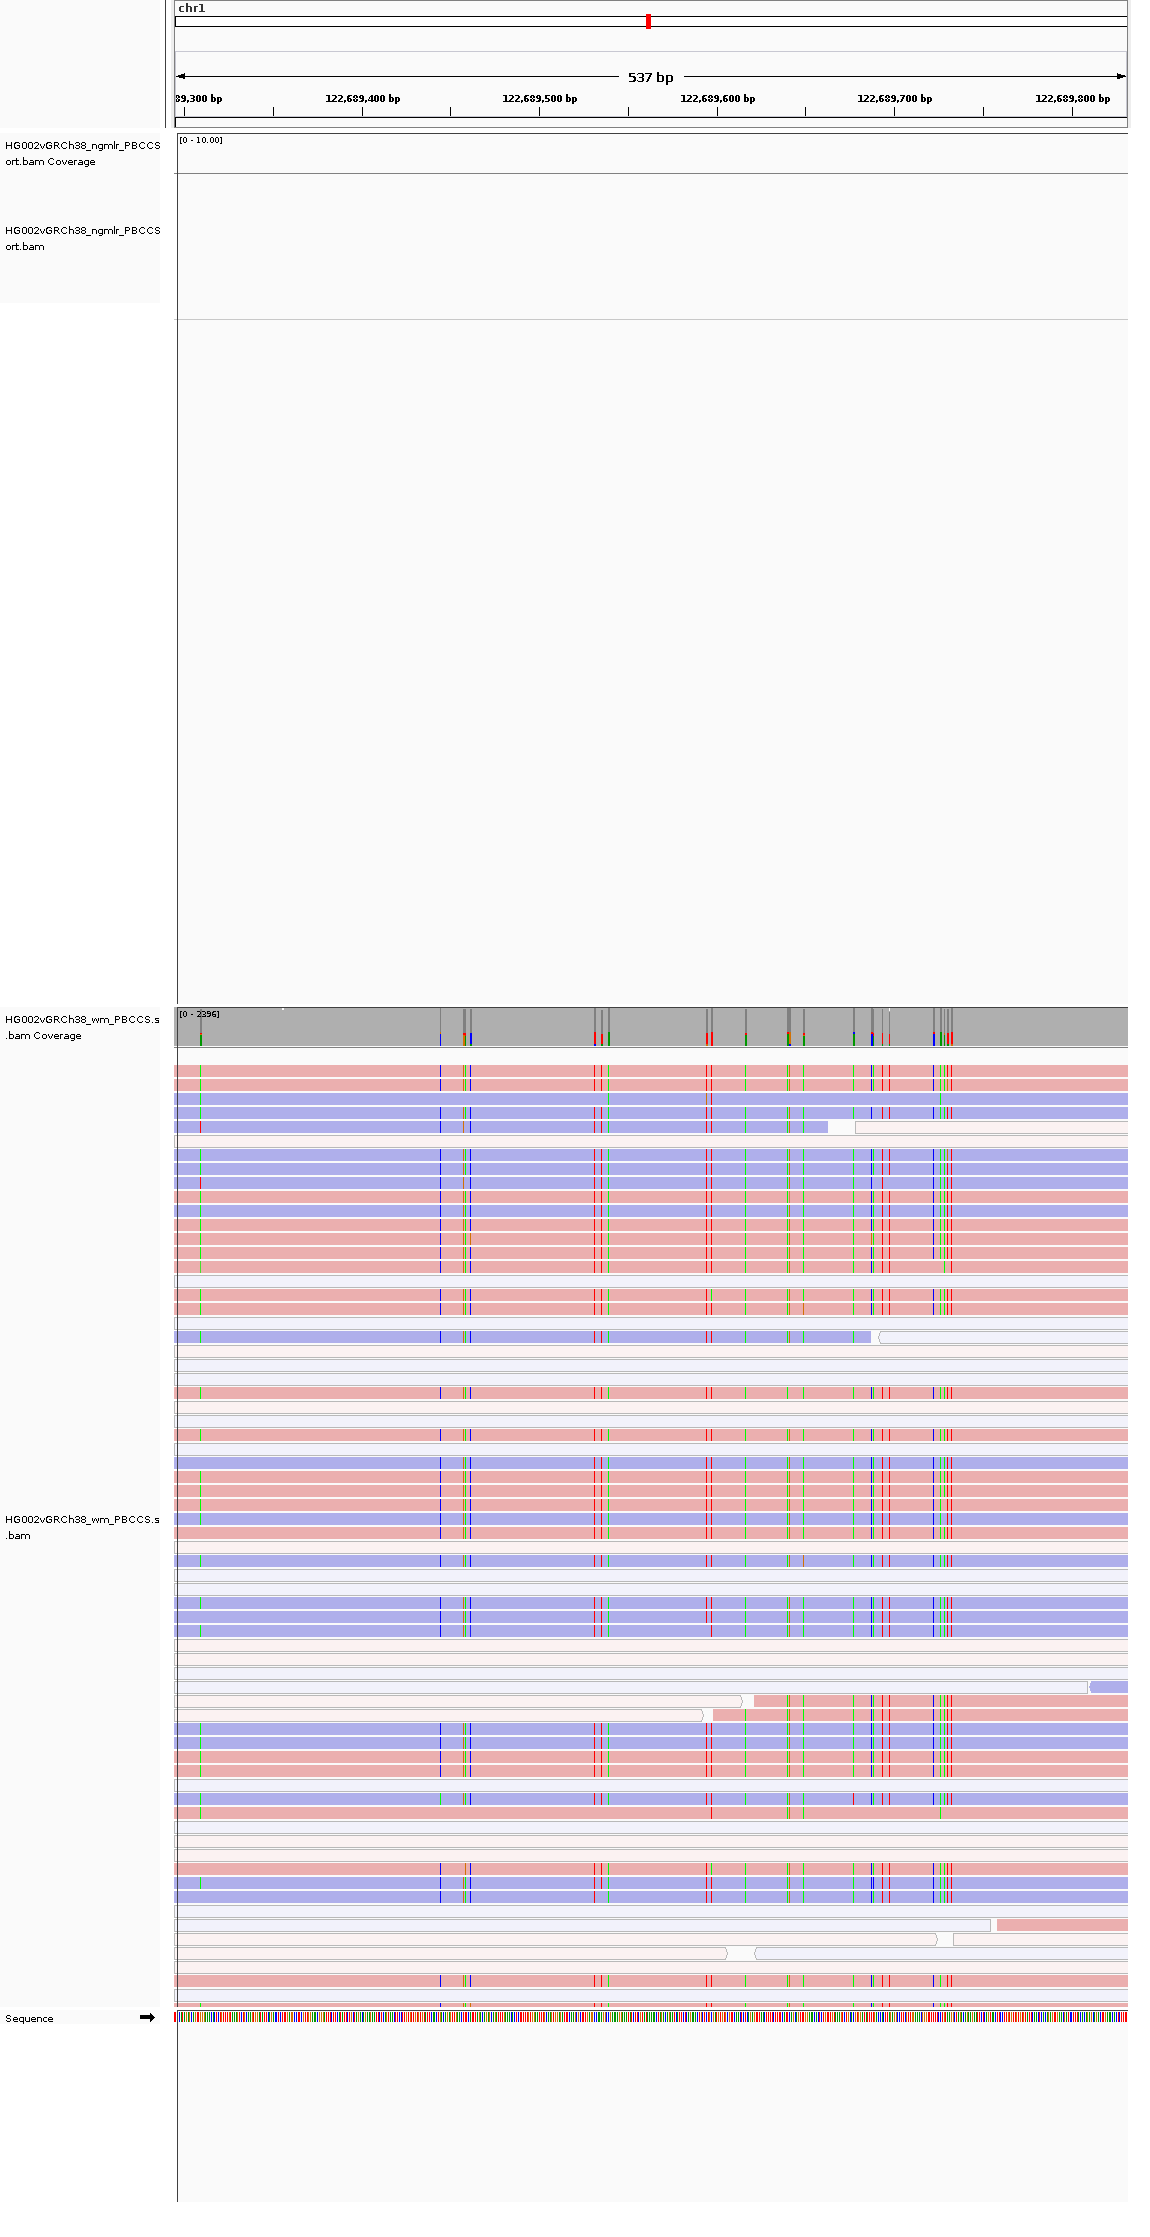 chr1
537 bp
89,300 bp 122,689,400 bp 122,689,500 bp 122,689,600 bp 122,689,700 bp 122,689,800 bp
HG002vGRCh38_ngmlr_PBCCS
ort.bam Coverage
[0 - 10.00]
HG002vGRCh38_ngmlr_PBCCS
ort.bam
HG002vGRCh38_wm_PBCCS.s
.bam Coverage
[0 - 2396]
HG002vGRCh38_wm_PBCCS.s
.bam
Sequence